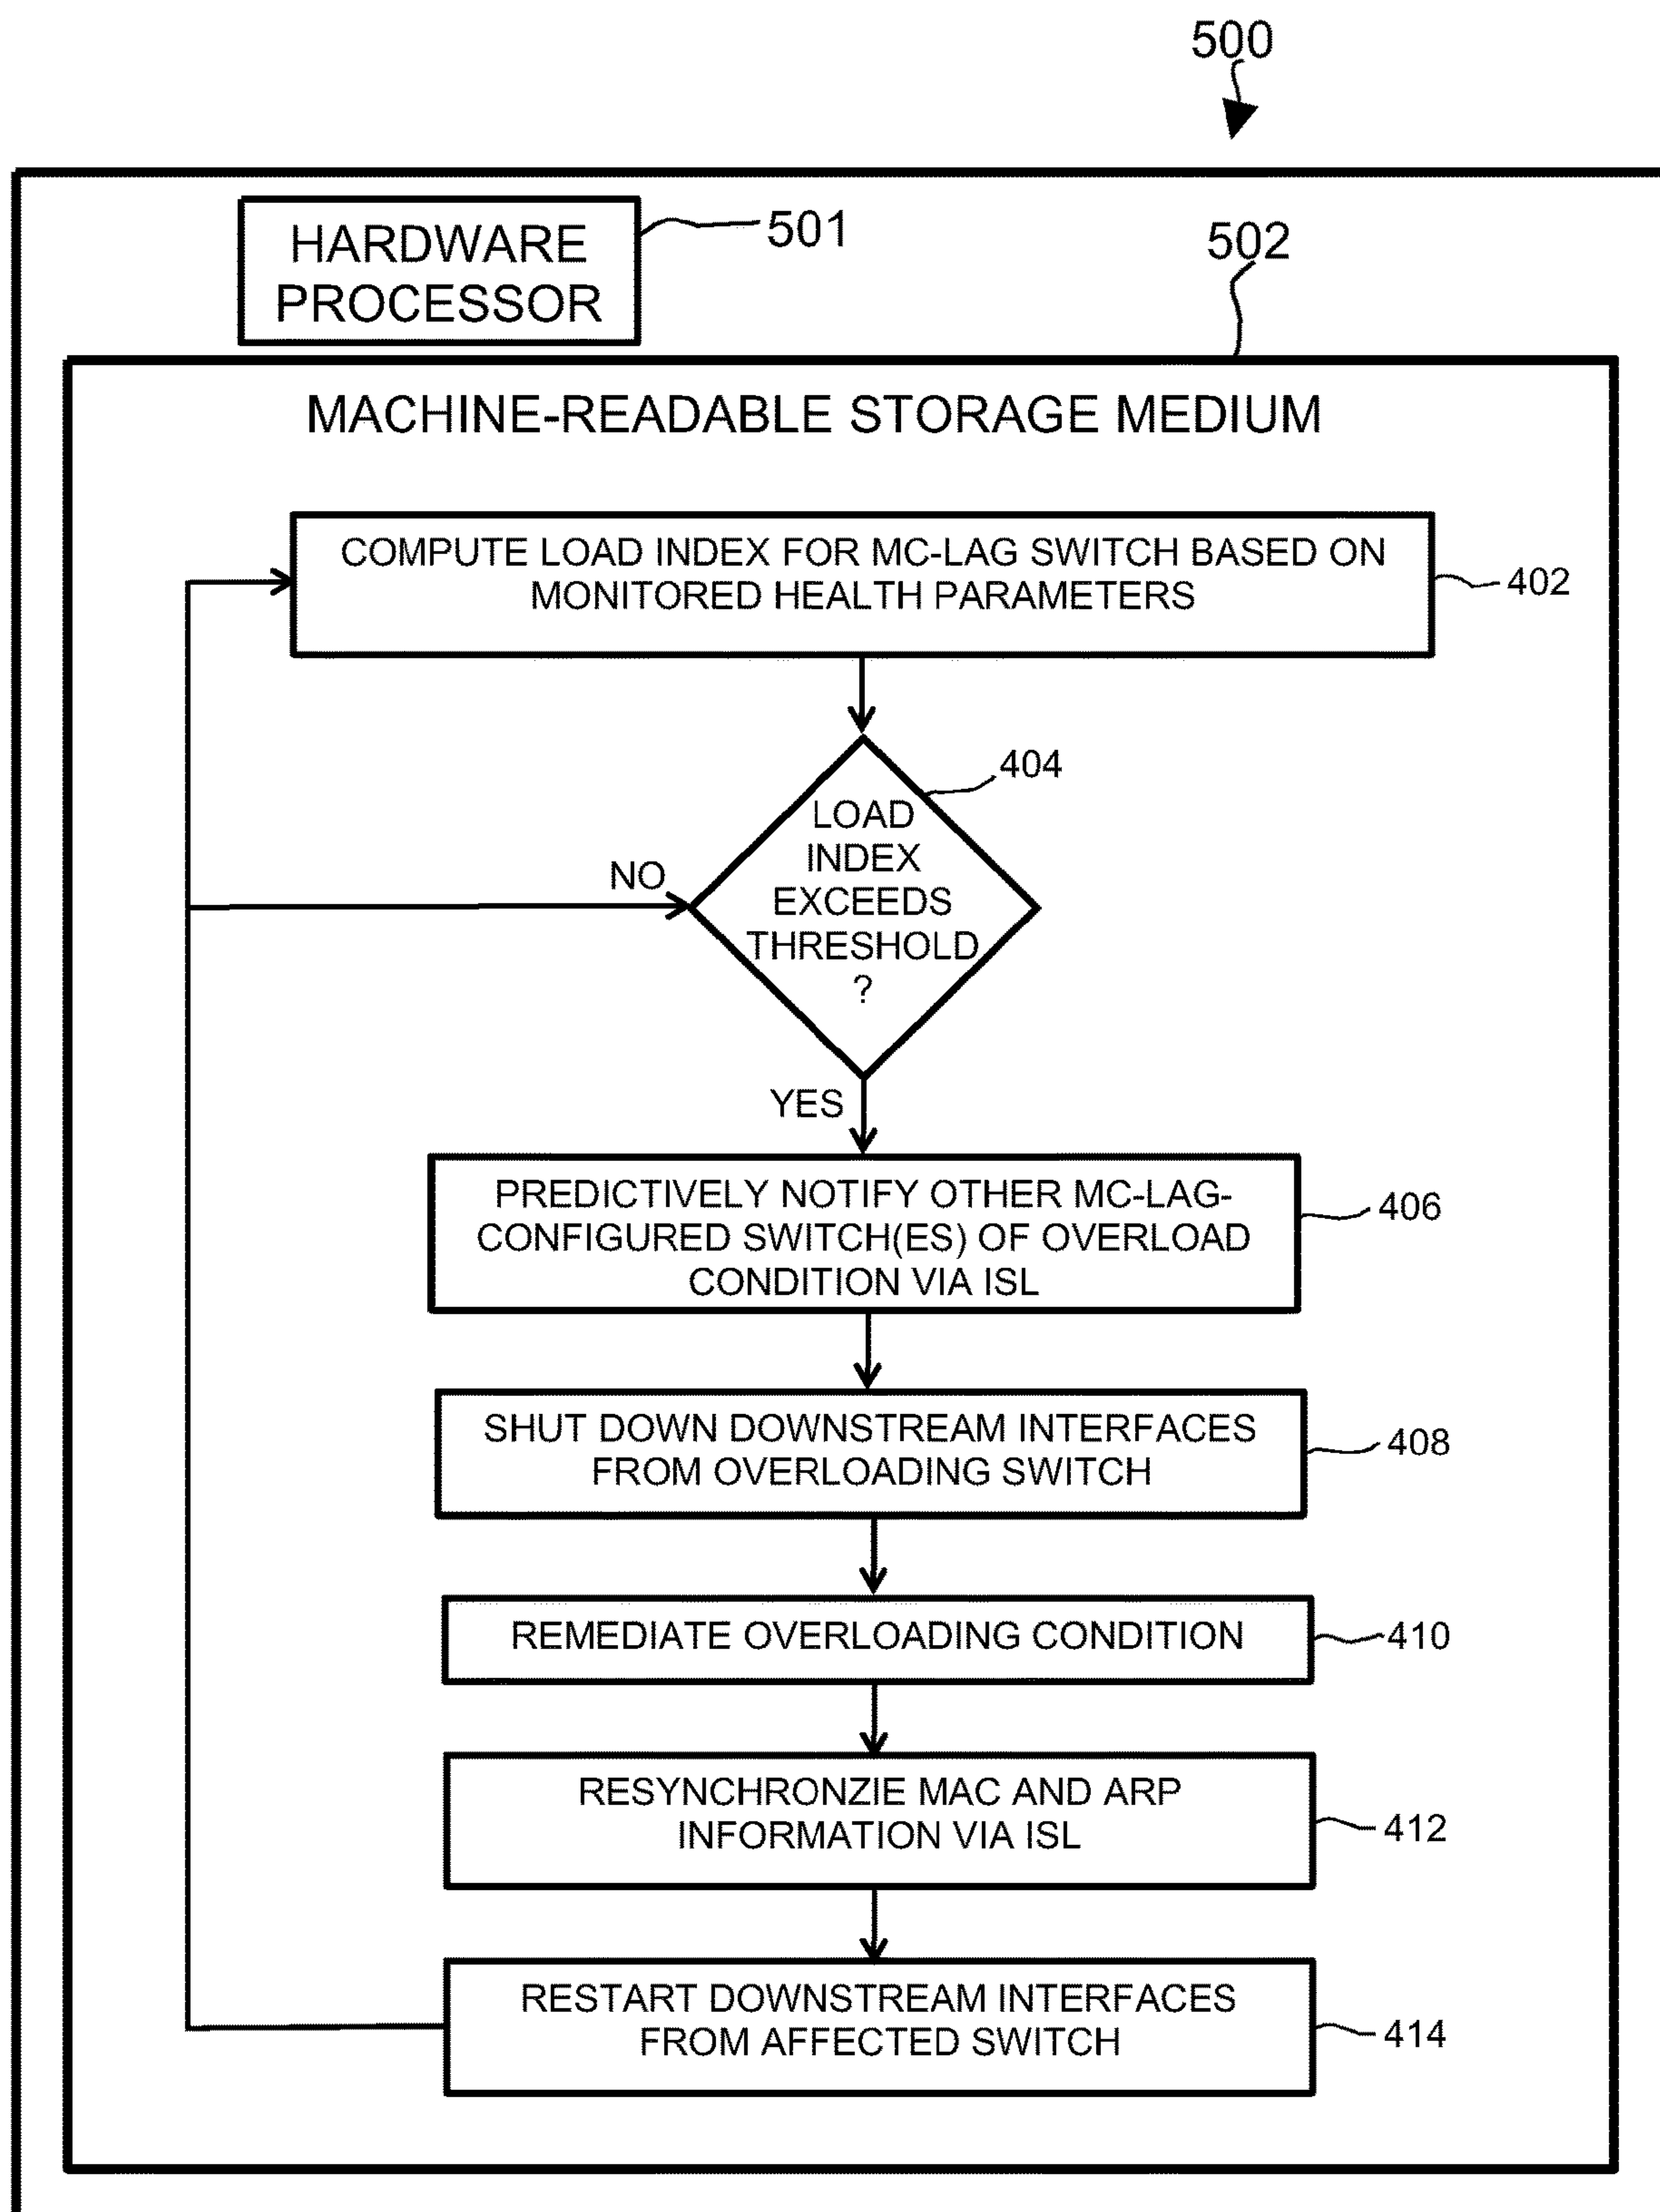 500
HARDWARE
PROCESSOR
501
502
MACHINE-READABLE STORAGE MEDIUM
COMPUTE LOAD INDEX FOR MC-LAG SWITCH BASED ON
MONITORED HEALTH PARAMETERS
402
404
LOAD
INDEX
EXCEEDS
THRESHOLD
?
NO
YES
PREDICTIVELY NOTIFY OTHER MC-LAG-
CONFIGURED SWITCH(ES) OF OVERLOAD
CONDITION VIA ISL
406
SHUT DOWN DOWNSTREAM INTERFACES
FROM OVERLOADING SWITCH
408
REMEDIATE OVERLOADING CONDITION
410
RESYNCHRONZIE MAC AND ARP
INFORMATION VIA ISL
412
RESTART DOWNSTREAM INTERFACES
FROM AFFECTED SWITCH
414